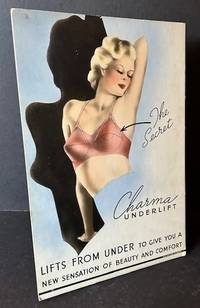 The
Secret
Charma
UNDERLIFT
LIFTS FROM UNDER TO GIVE YOU A
NEW SENSATION OF BEAUTY AND COMFORT